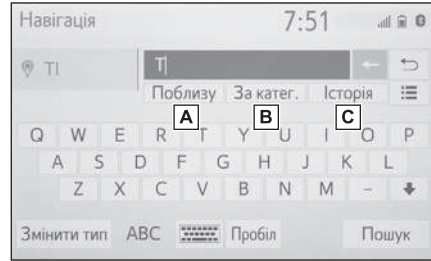 Навігація 7:51
TI T
Поблизу За катег. Історія
A B C
Q W E R T Y U I O P
A S D F G H J K L
Z X C V B N M -
Змінити тип ABC Пробіл Пошук